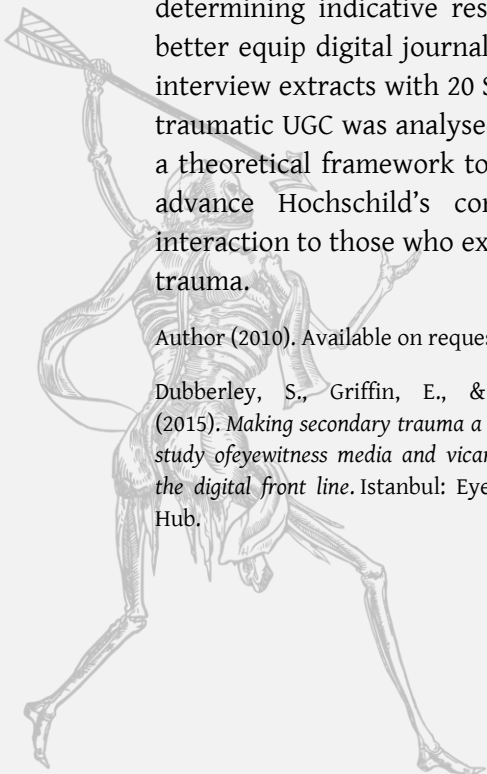 determining indicative res
better equip digital journal
interview extracts with 20 S
traumatic UGC was analyse
a theoretical framework to
advance Hochschild's con
interaction to those who ex
trauma.
Author (2010). Available on reques
Dubberley, S., Griffin, E., &
(2015). Making secondary trauma a
study ofeyewitness media and vicar
the digital front line. Istanbul: Eye
Hub.